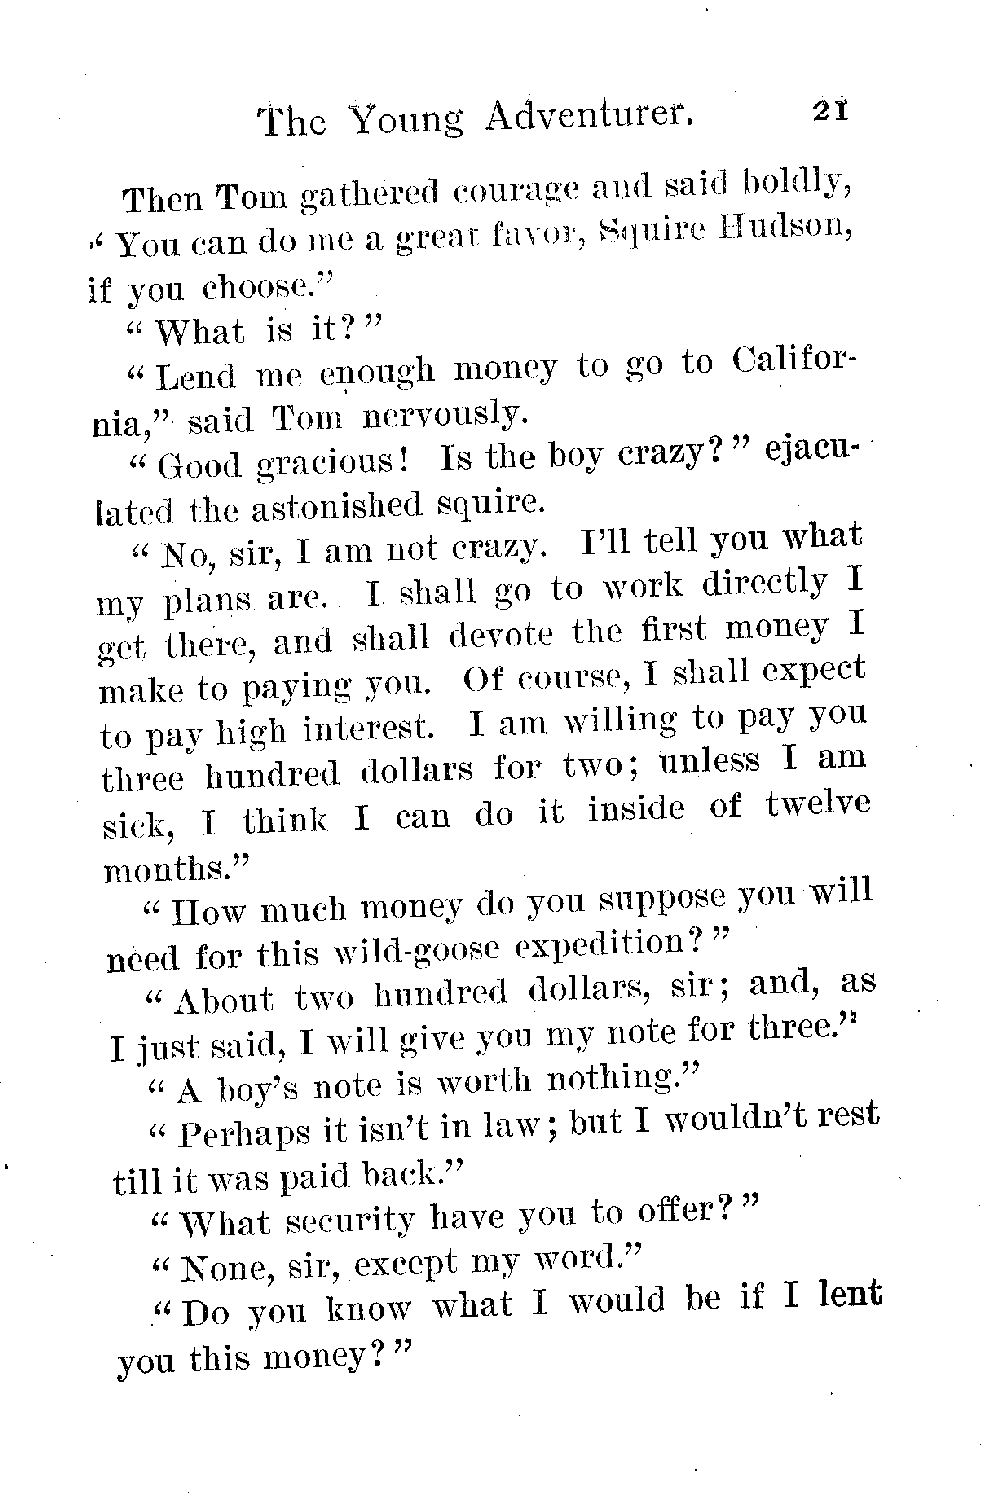 The Young Adventurer. 21
Then Tom gathered courage and said boldly,
“ You can do me a great favor, Squire Hudson,
if you choose.”
“ What is it? ”
“ Lend me enough money to go to Califor-
nia,” said Tom nervously.
“ Good gracious! Is the boy crazy? ” ejacu-
lated the astonished squire.
“ No, sir, I am not crazy. I’ll tell you what
my plans are. I shall go to work directly I
get there, and shall devote the first money I
make to paying you. Of course, I shall expect
to pay high interest. I am willing to pay you
three hundred dollars for two; unless I am
sick, I think I can do it inside of twelve
months.”
“ How much money do you suppose you will
need for this wild-goose expedition? ”
“ About two hundred dollars, sir; and, as
I just said, I will give you my note for three.”
“ A boy’s note is worth nothing.”
“ Perhaps it isn’t in law; but I wouldn’t rest
till it was paid back.”
“ What security have you to offer? ”
“ None, sir, except my word.”
“ Do you know what I would be if I lent
you this money? ”